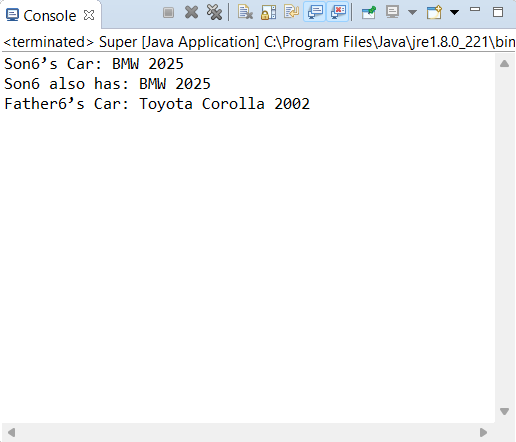 Console
<terminated> Super [Java Application] C:\Program Files\Java\jre1.8.0_221\bin
Son6’s Car: BMW 2025
Son6 also has: BMW 2025
Father6’s Car: Toyota Corolla 2002